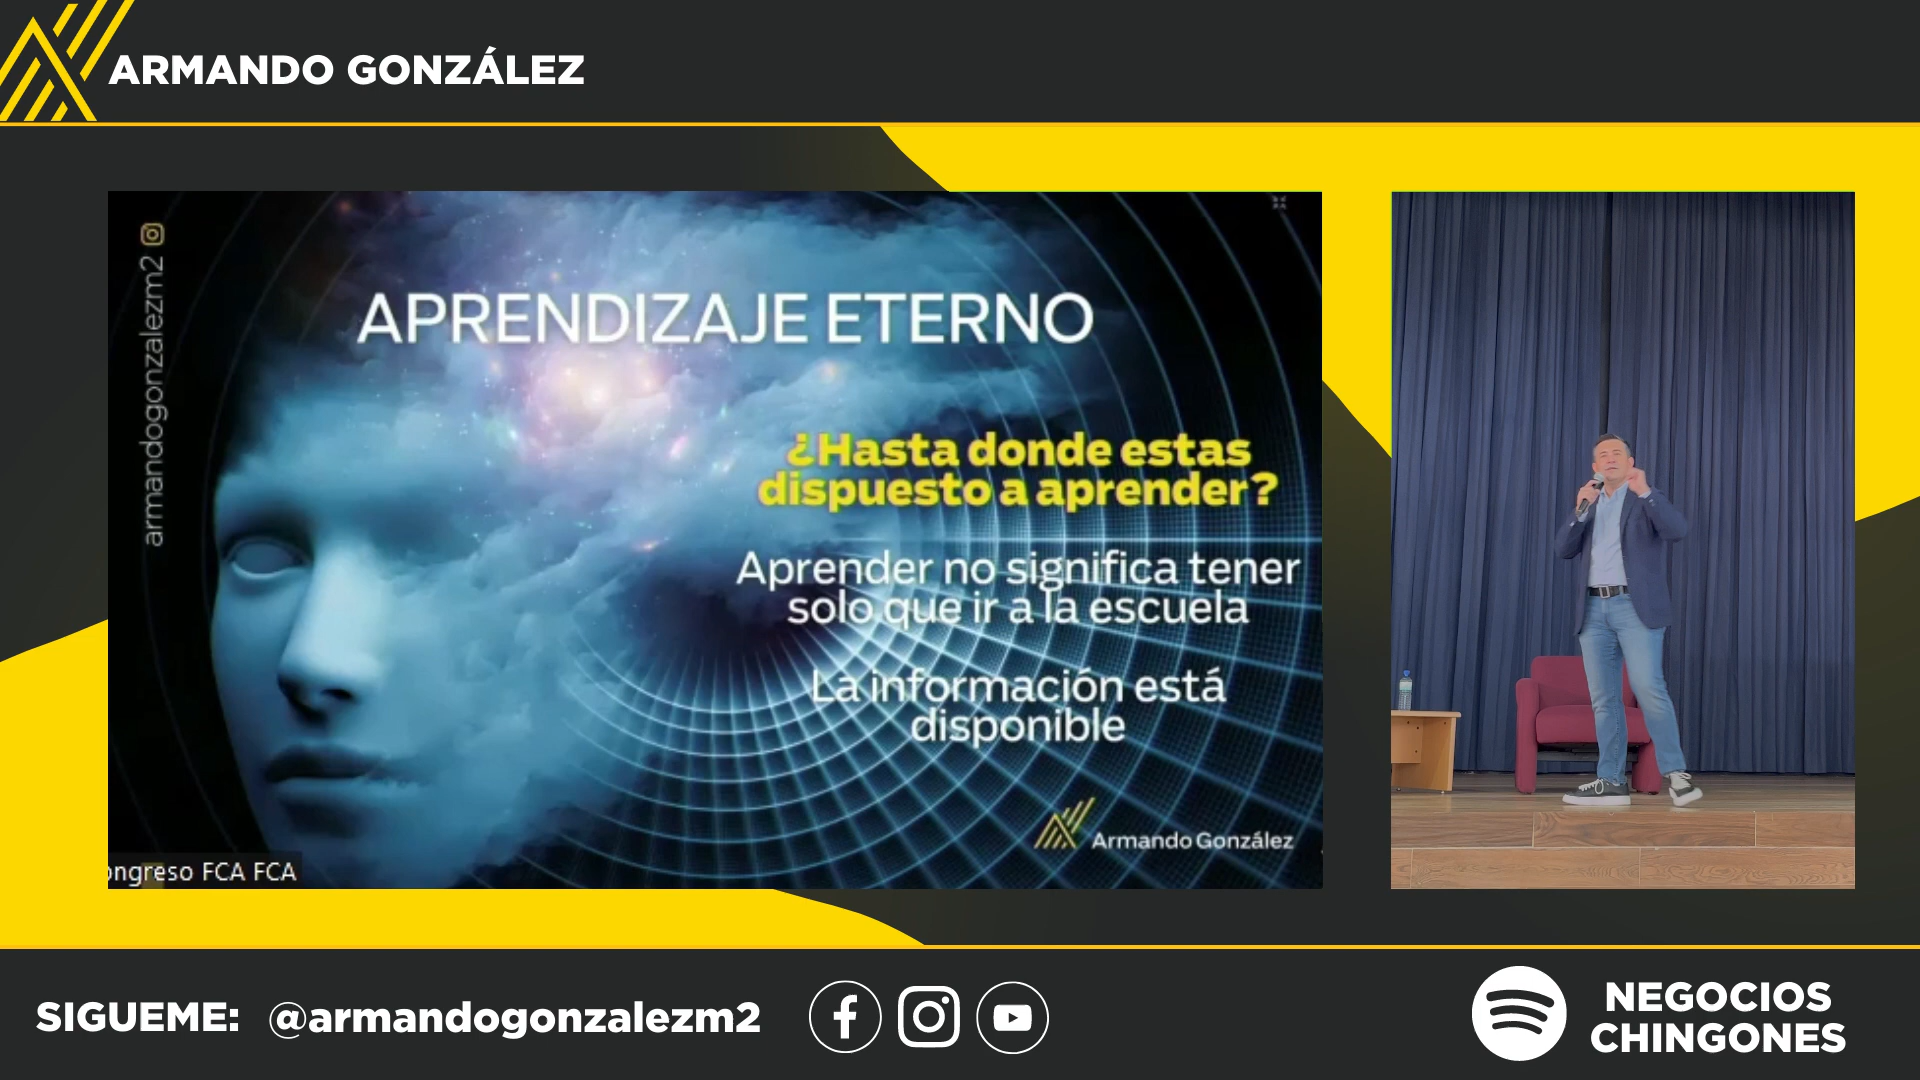 ARMANDO GONZÁLEZ
armandogonzalezm2
APRENDIZAJE ETERNO
¿Hasta donde estas
dispuesto a aprender?
Aprender no significa tener
solo que ir a la escuela
La información está
disponible
Armando González
ongreso FCA FCA
SIGUEME: @armandogonzalezm2
NEGOCIOS
CHINGONES